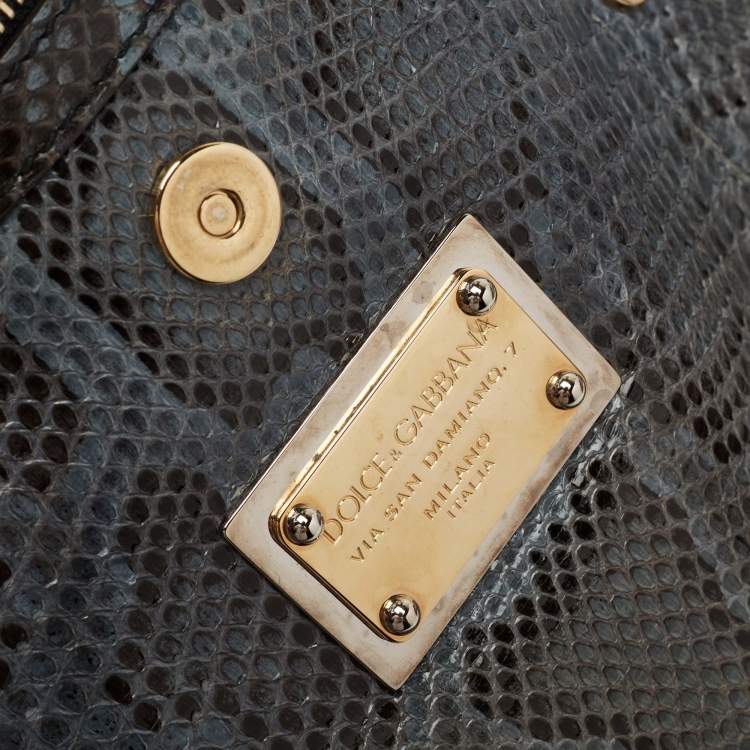 DOLCE & GABBANA
VIA SAN DAMIANO, 7
MILANO
ITALIA